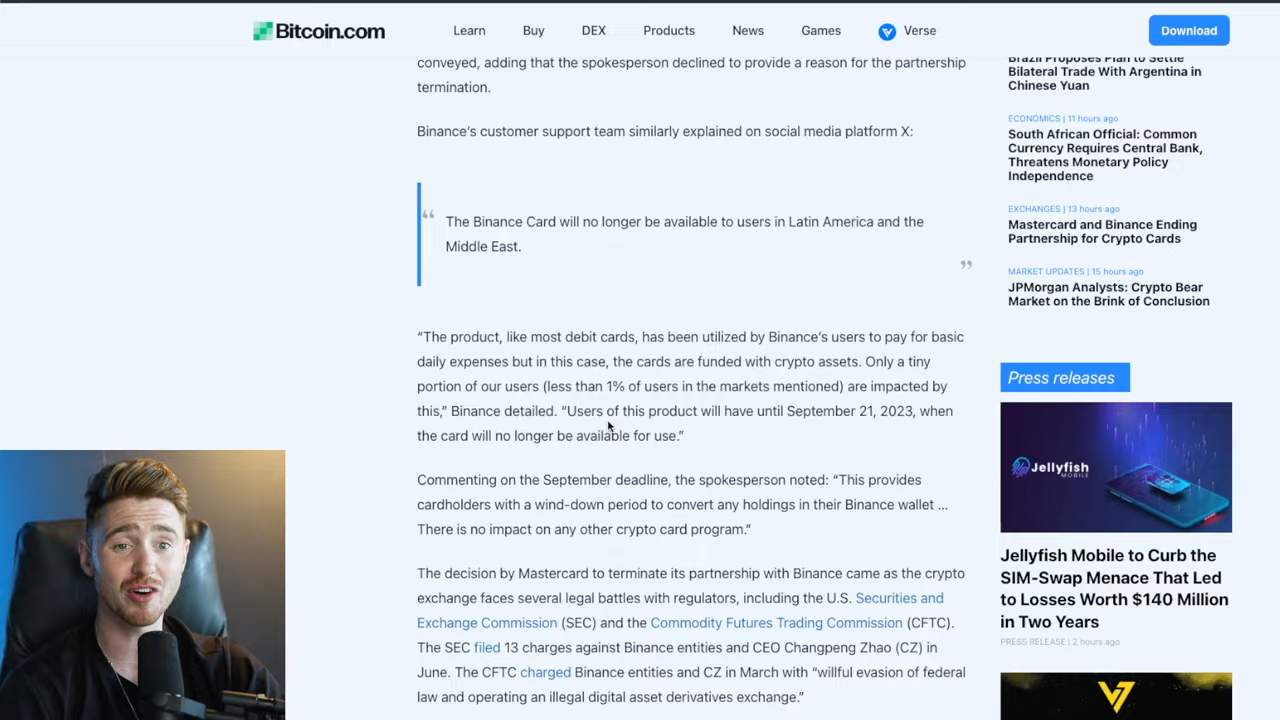 Bitcoin.com
Learn
Buy
DEX
Products
News
Games
Verse
Download
conveyed, adding that the spokesperson declined to provide a reason for the partnership
termination.
Binance’s customer support team similarly explained on social media platform X:
“
The Binance Card will no longer be available to users in Latin America and the
Middle East.
”
“The product, like most debit cards, has been utilized by Binance’s users to pay for basic
daily expenses but in this case, the cards are funded with crypto assets. Only a tiny
portion of our users (less than 1% of users in the markets mentioned) are impacted by
this,” Binance detailed. “Users of this product will have until September 21, 2023, when
the card will no longer be available for use.”
Commenting on the September deadline, the spokesperson noted: “This provides
cardholders with a wind-down period to convert any holdings in their Binance wallet ...
There is no impact on any other crypto card program.”
The decision by Mastercard to terminate its partnership with Binance came as the crypto
exchange faces several legal battles with regulators, including the U.S. Securities and
Exchange Commission (SEC) and the Commodity Futures Trading Commission (CFTC).
The SEC filed 13 charges against Binance entities and CEO Changpeng Zhao (CZ) in
June. The CFTC charged Binance entities and CZ in March with “willful evasion of federal
law and operating an illegal digital asset derivatives exchange.”
Brazil Proposes Plan to Settle
Bilateral Trade With Argentina in
Chinese Yuan
ECONOMICS | 11 hours ago
South African Official: Common
Currency Requires Central Bank,
Threatens Monetary Policy
Independence
EXCHANGES | 13 hours ago
Mastercard and Binance Ending
Partnership for Crypto Cards
MARKET UPDATES | 15 hours ago
JPMorgan Analysts: Crypto Bear
Market on the Brink of Conclusion
Press releases
Jellyfish
MOBILE
Jellyfish Mobile to Curb the
SIM-Swap Menace That Led
to Losses Worth $140 Million
in Two Years
PRESS RELEASE | 2 hours ago